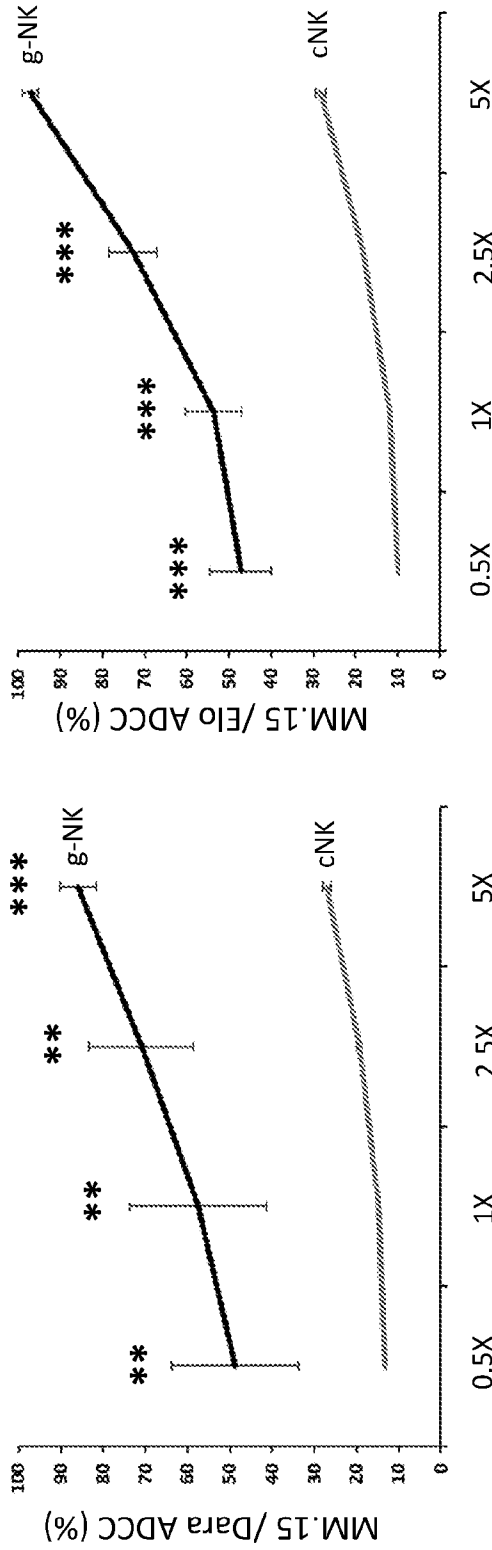 MM.15 / Dara ADCC (%)
100
90
80
70
60
50
40
30
20
10
0
0.5X 1X 2.5X 5X
** ** ** ***
g-NK
cNK
MM.15 /Elo ADCC (%)
100
90
80
70
60
50
40
30
20
10
0
0.5X 1X 2.5X 5X
*** *** ***
g-NK
cNK